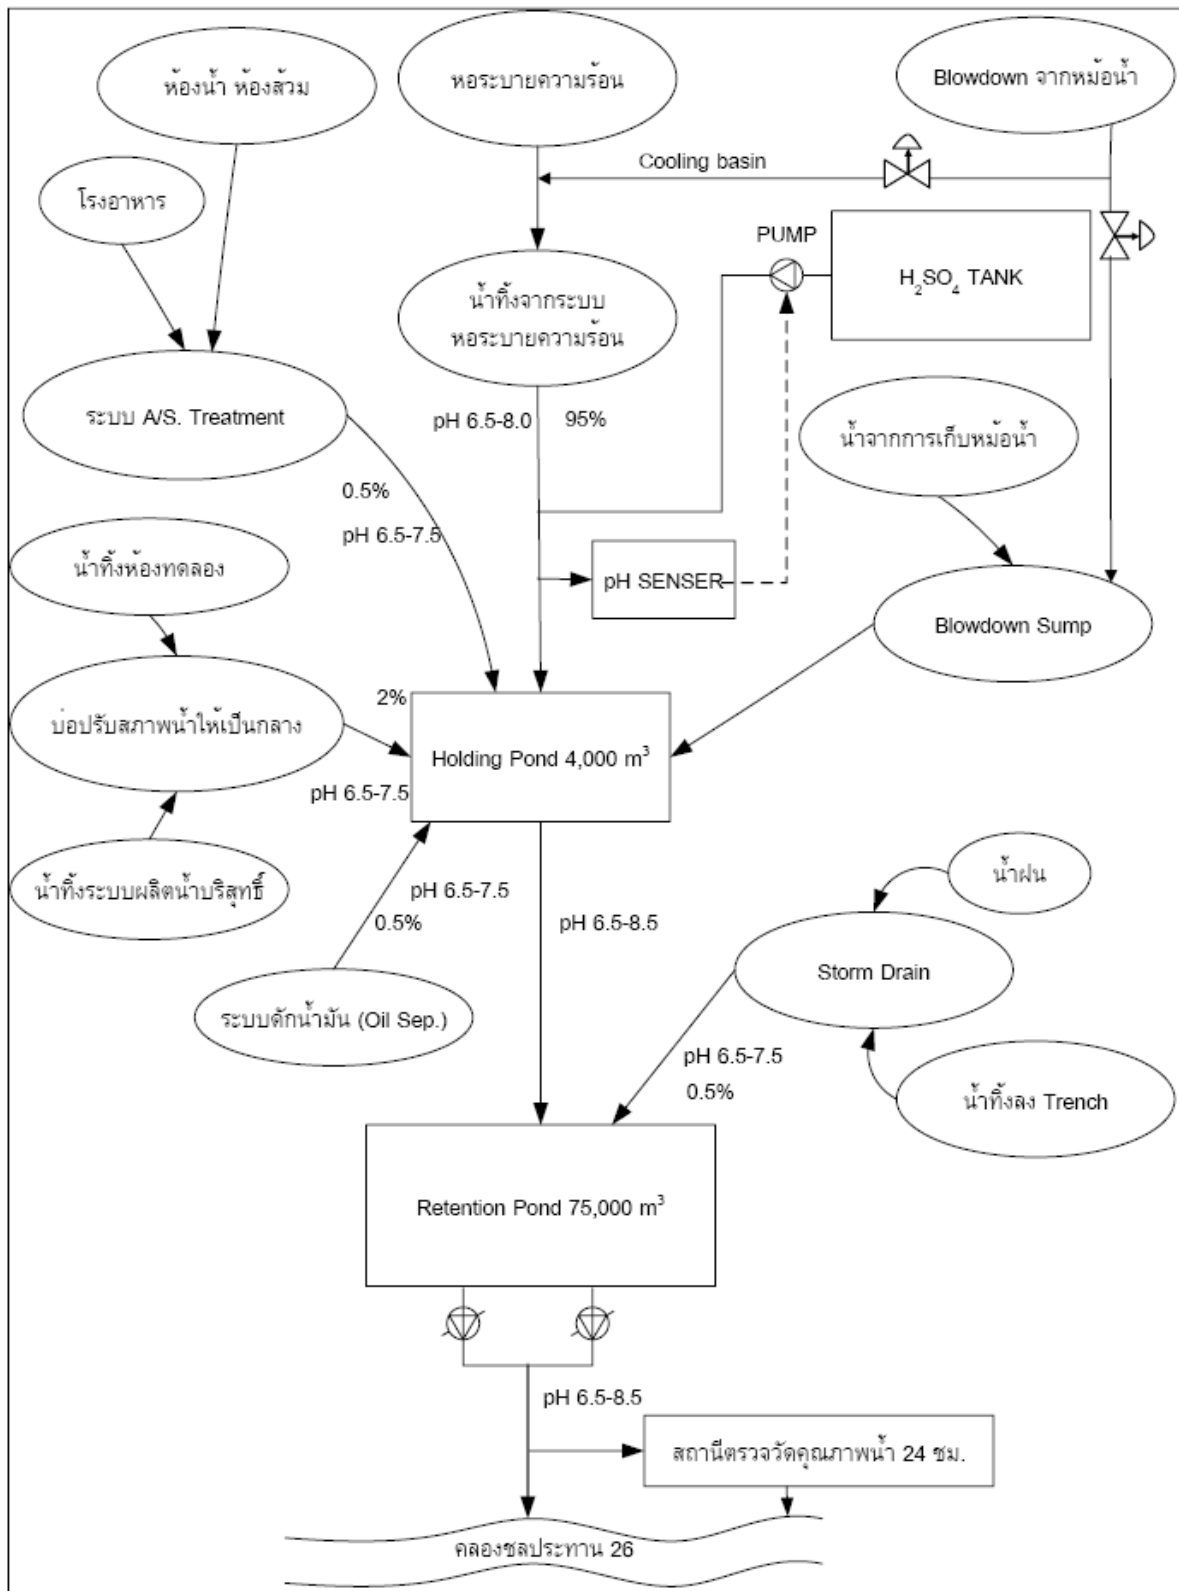 ห้องน้ำ ห้องส้วม
หอระบายความร้อน
Blowdown จากหม้อน้ำ
Cooling basin
โรงอาหาร
PUMP
H₂SO₄ TANK
น้ำทิ้งจากระบบ
หอระบายความร้อน
ระบบ A/S. Treatment
pH 6.5-8.0
95%
น้ำจากการเก็บหม้อน้ำ
0.5%
pH 6.5-7.5
น้ำทิ้งห้องทดลอง
pH SENSER
Blowdown Sump
2%
บ่อปรับสภาพน้ำให้เป็นกลาง
Holding Pond 4,000 m³
pH 6.5-7.5
น้ำทิ้งระบบผลิตน้ำบริสุทธิ์
pH 6.5-7.5
0.5%
pH 6.5-8.5
น้ำฝน
Storm Drain
ระบบดักน้ำมัน (Oil Sep.)
pH 6.5-7.5
0.5%
น้ำทิ้งลง Trench
Retention Pond 75,000 m³
pH 6.5-8.5
สถานีตรวจวัดคุณภาพน้ำ 24 ชม.
คลองชลประทาน 26